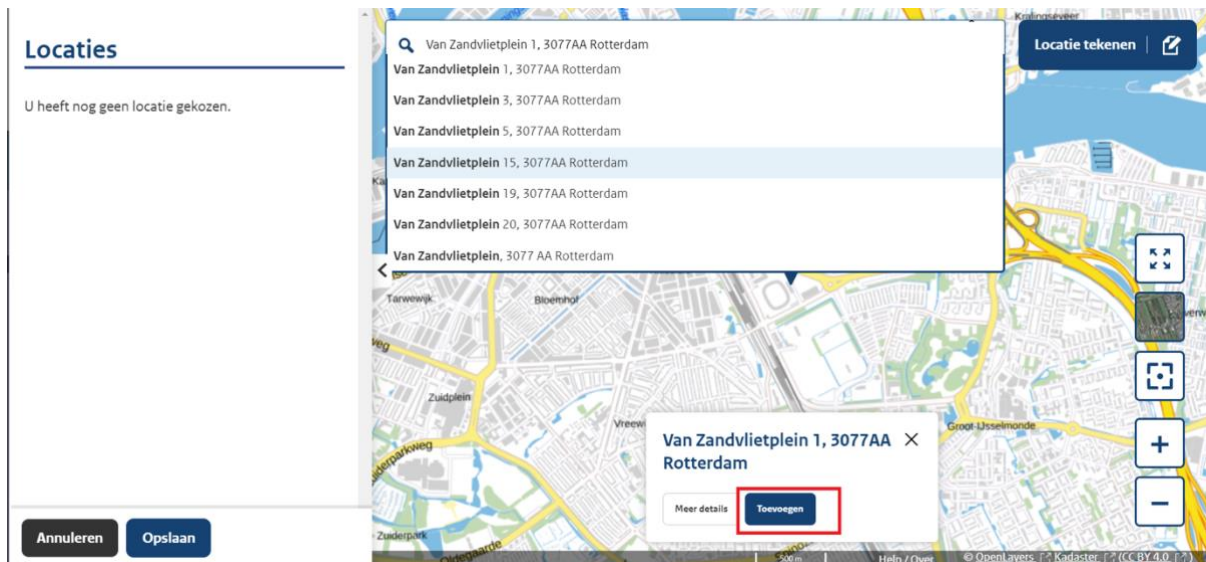 Locaties
U heeft nog geen locatie gekozen.
Annuleren
Opslaan
Van Zandvlietplein 1, 3077AA Rotterdam
Van Zandvlietplein 1, 3077AA Rotterdam
Van Zandvlietplein 3, 3077AA Rotterdam
Van Zandvlietplein 5, 3077AA Rotterdam
Van Zandvlietplein 15, 3077AA Rotterdam
Van Zandvlietplein 19, 3077AA Rotterdam
Van Zandvlietplein 20, 3077AA Rotterdam
Van Zandvlietplein, 3077 AA Rotterdam
Locatie tekenen
Kralingseveer
Tarwewijk
Bloemhof
Zuidplein
Groot-IJsselmonde
Van Zandvlietplein 1, 3077AA
Rotterdam
Meer details
Toevoegen
Zuiderpark
500 m
Help / Over
© OpenLayers Kadaster (CC BY 4.0)